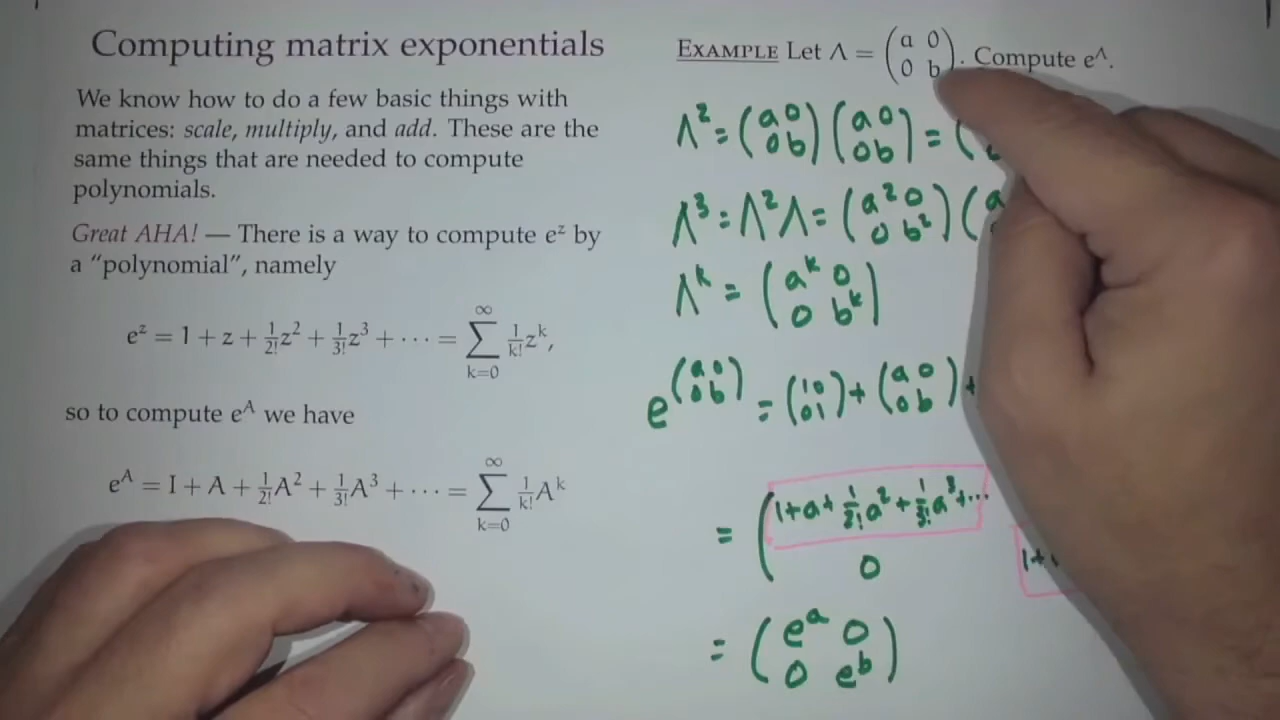 Computing matrix exponentials
We know how to do a few basic things with
matrices: scale, multiply, and add. These are the
same things that are needed to compute
polynomials.
Great AHA! — There is a way to compute e^z by
a “polynomial”, namely
e^z = 1 + z + 1/2! z^2 + 1/3! z^3 + ··· = ∑_{k=0}^{∞} 1/k! z^k,
so to compute e^A we have
e^A = I + A + 1/2! A^2 + 1/3! A^3 + ··· = ∑_{k=0}^{∞} 1/k! A^k
EXAMPLE Let Λ = (a 0
0 b). Compute e^Λ.
Λ^2 = (a 0
0 b) (a 0
0 b) = (
Λ^3 = Λ^2 Λ = (a^2 0
0 b^2) (a
Λ^k = (a^k 0
0 b^k)
e^(a 0
0 b) = (1 0
0 1) + (a 0
0 b) +
= (1+a+ 1/2! a^2 + 1/3! a^3 + ···
0 1+
= (e^a 0
0 e^b)